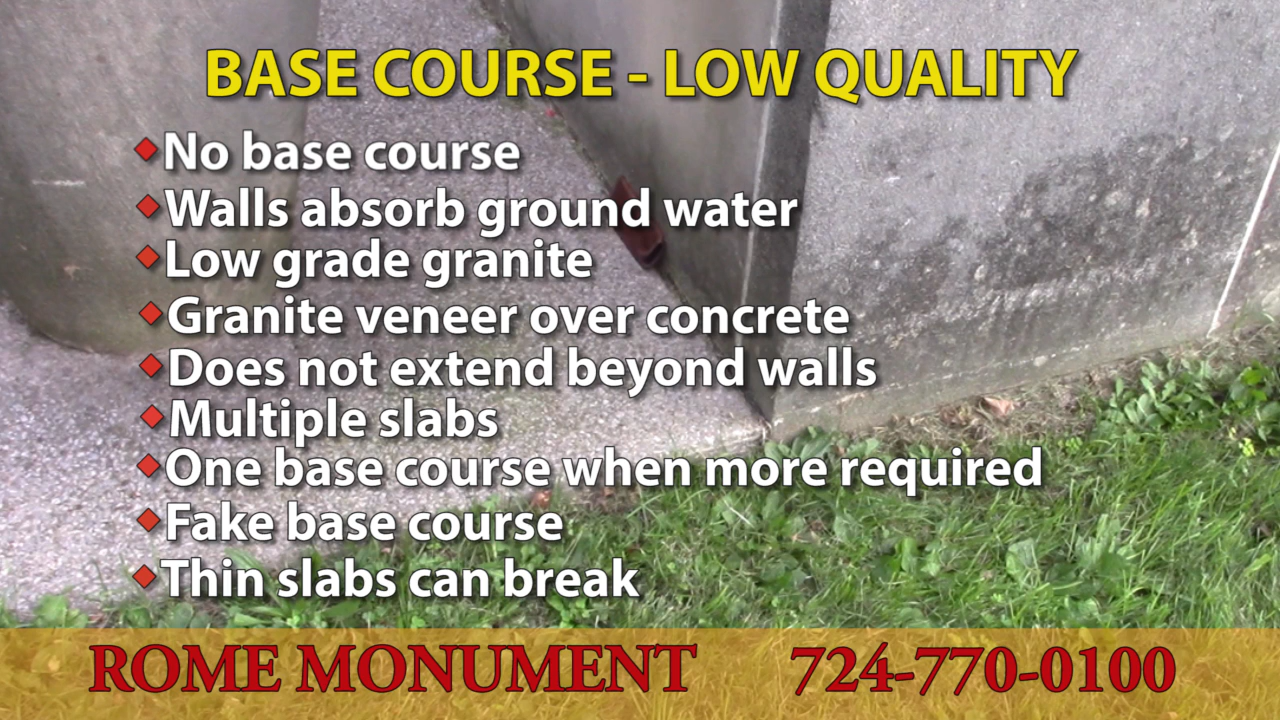 BASE COURSE - LOW QUALITY
No base course
Walls absorb ground water
Low grade granite
Granite veneer over concrete
Does not extend beyond walls
Multiple slabs
One base course when more required
Fake base course
Thin slabs can break
ROME MONUMENT 724-770-0100